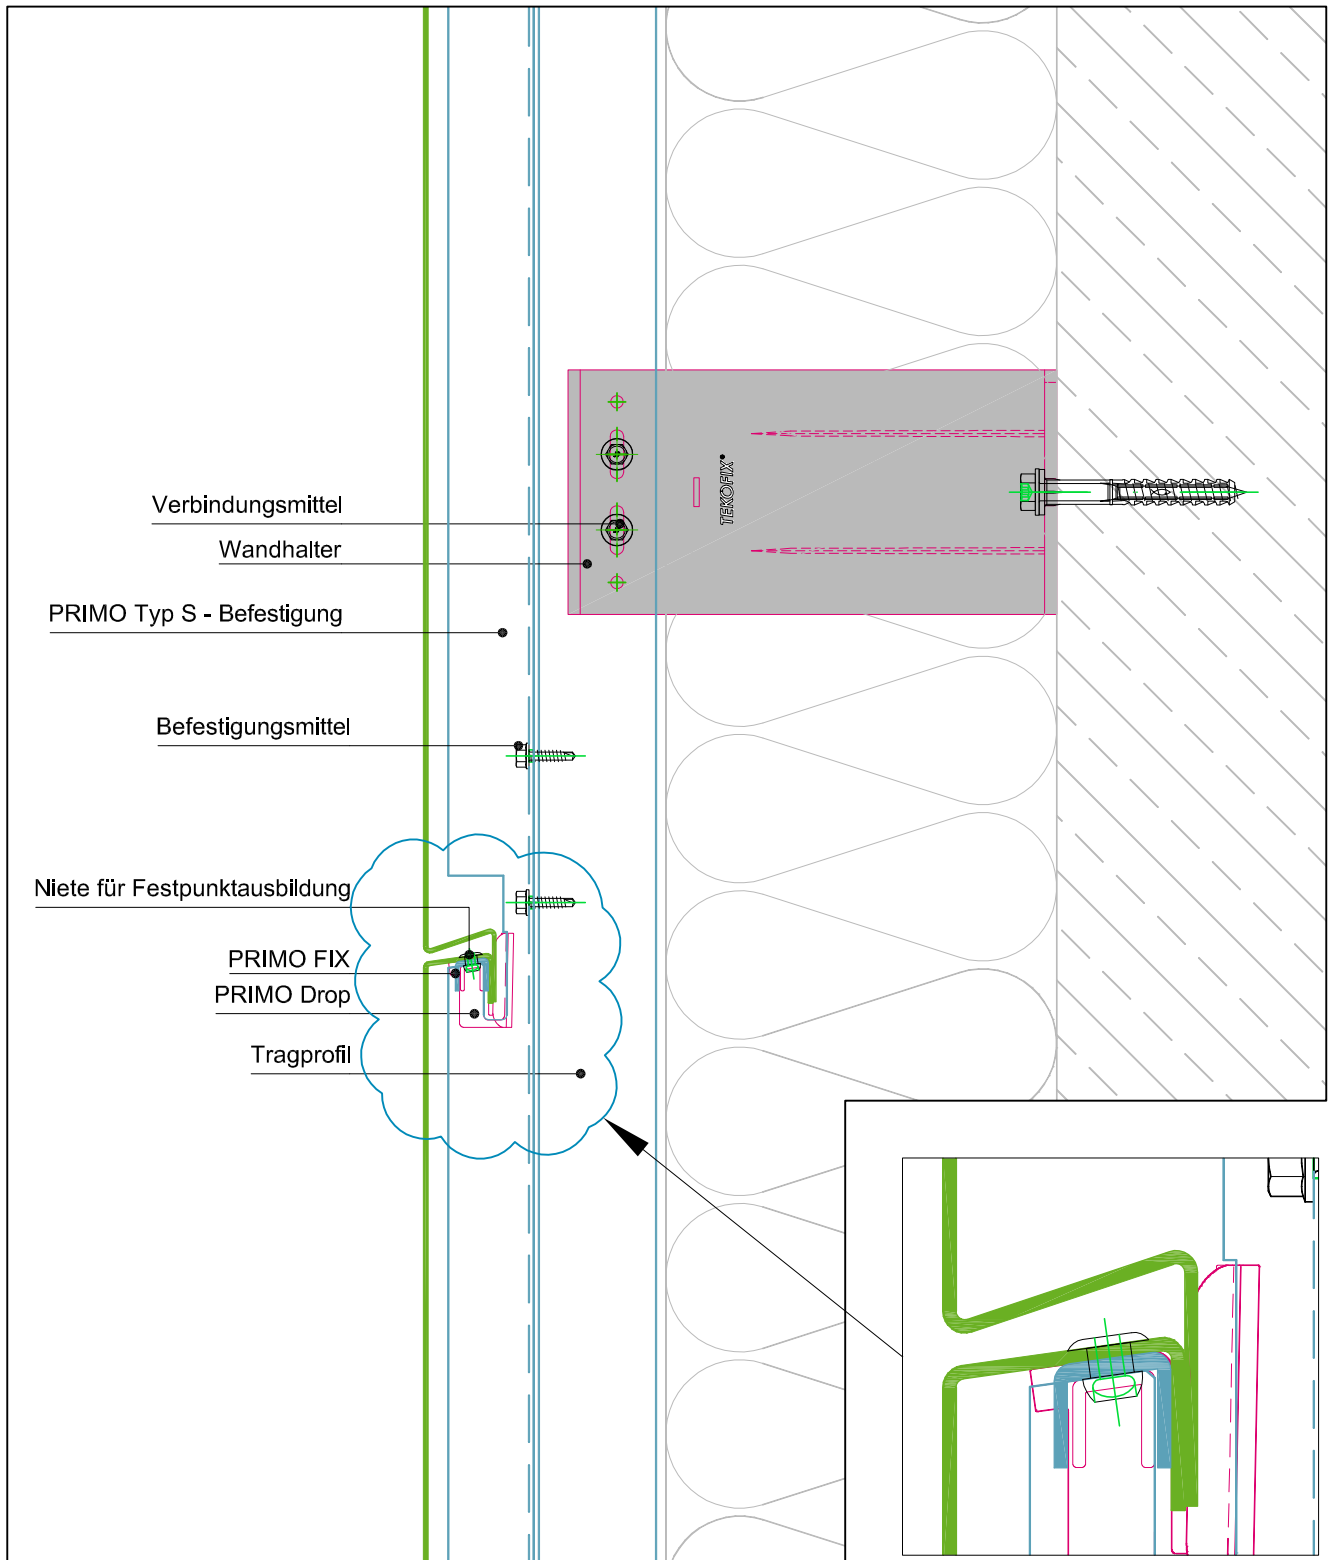 Verbindungsmittel
Wandhalter
PRIMO Typ S - Befestigung
Befestigungsmittel
Niete für Festpunktausbildung
PRIMO FIX
PRIMO Drop
Tragprofil
TEKOFIX®